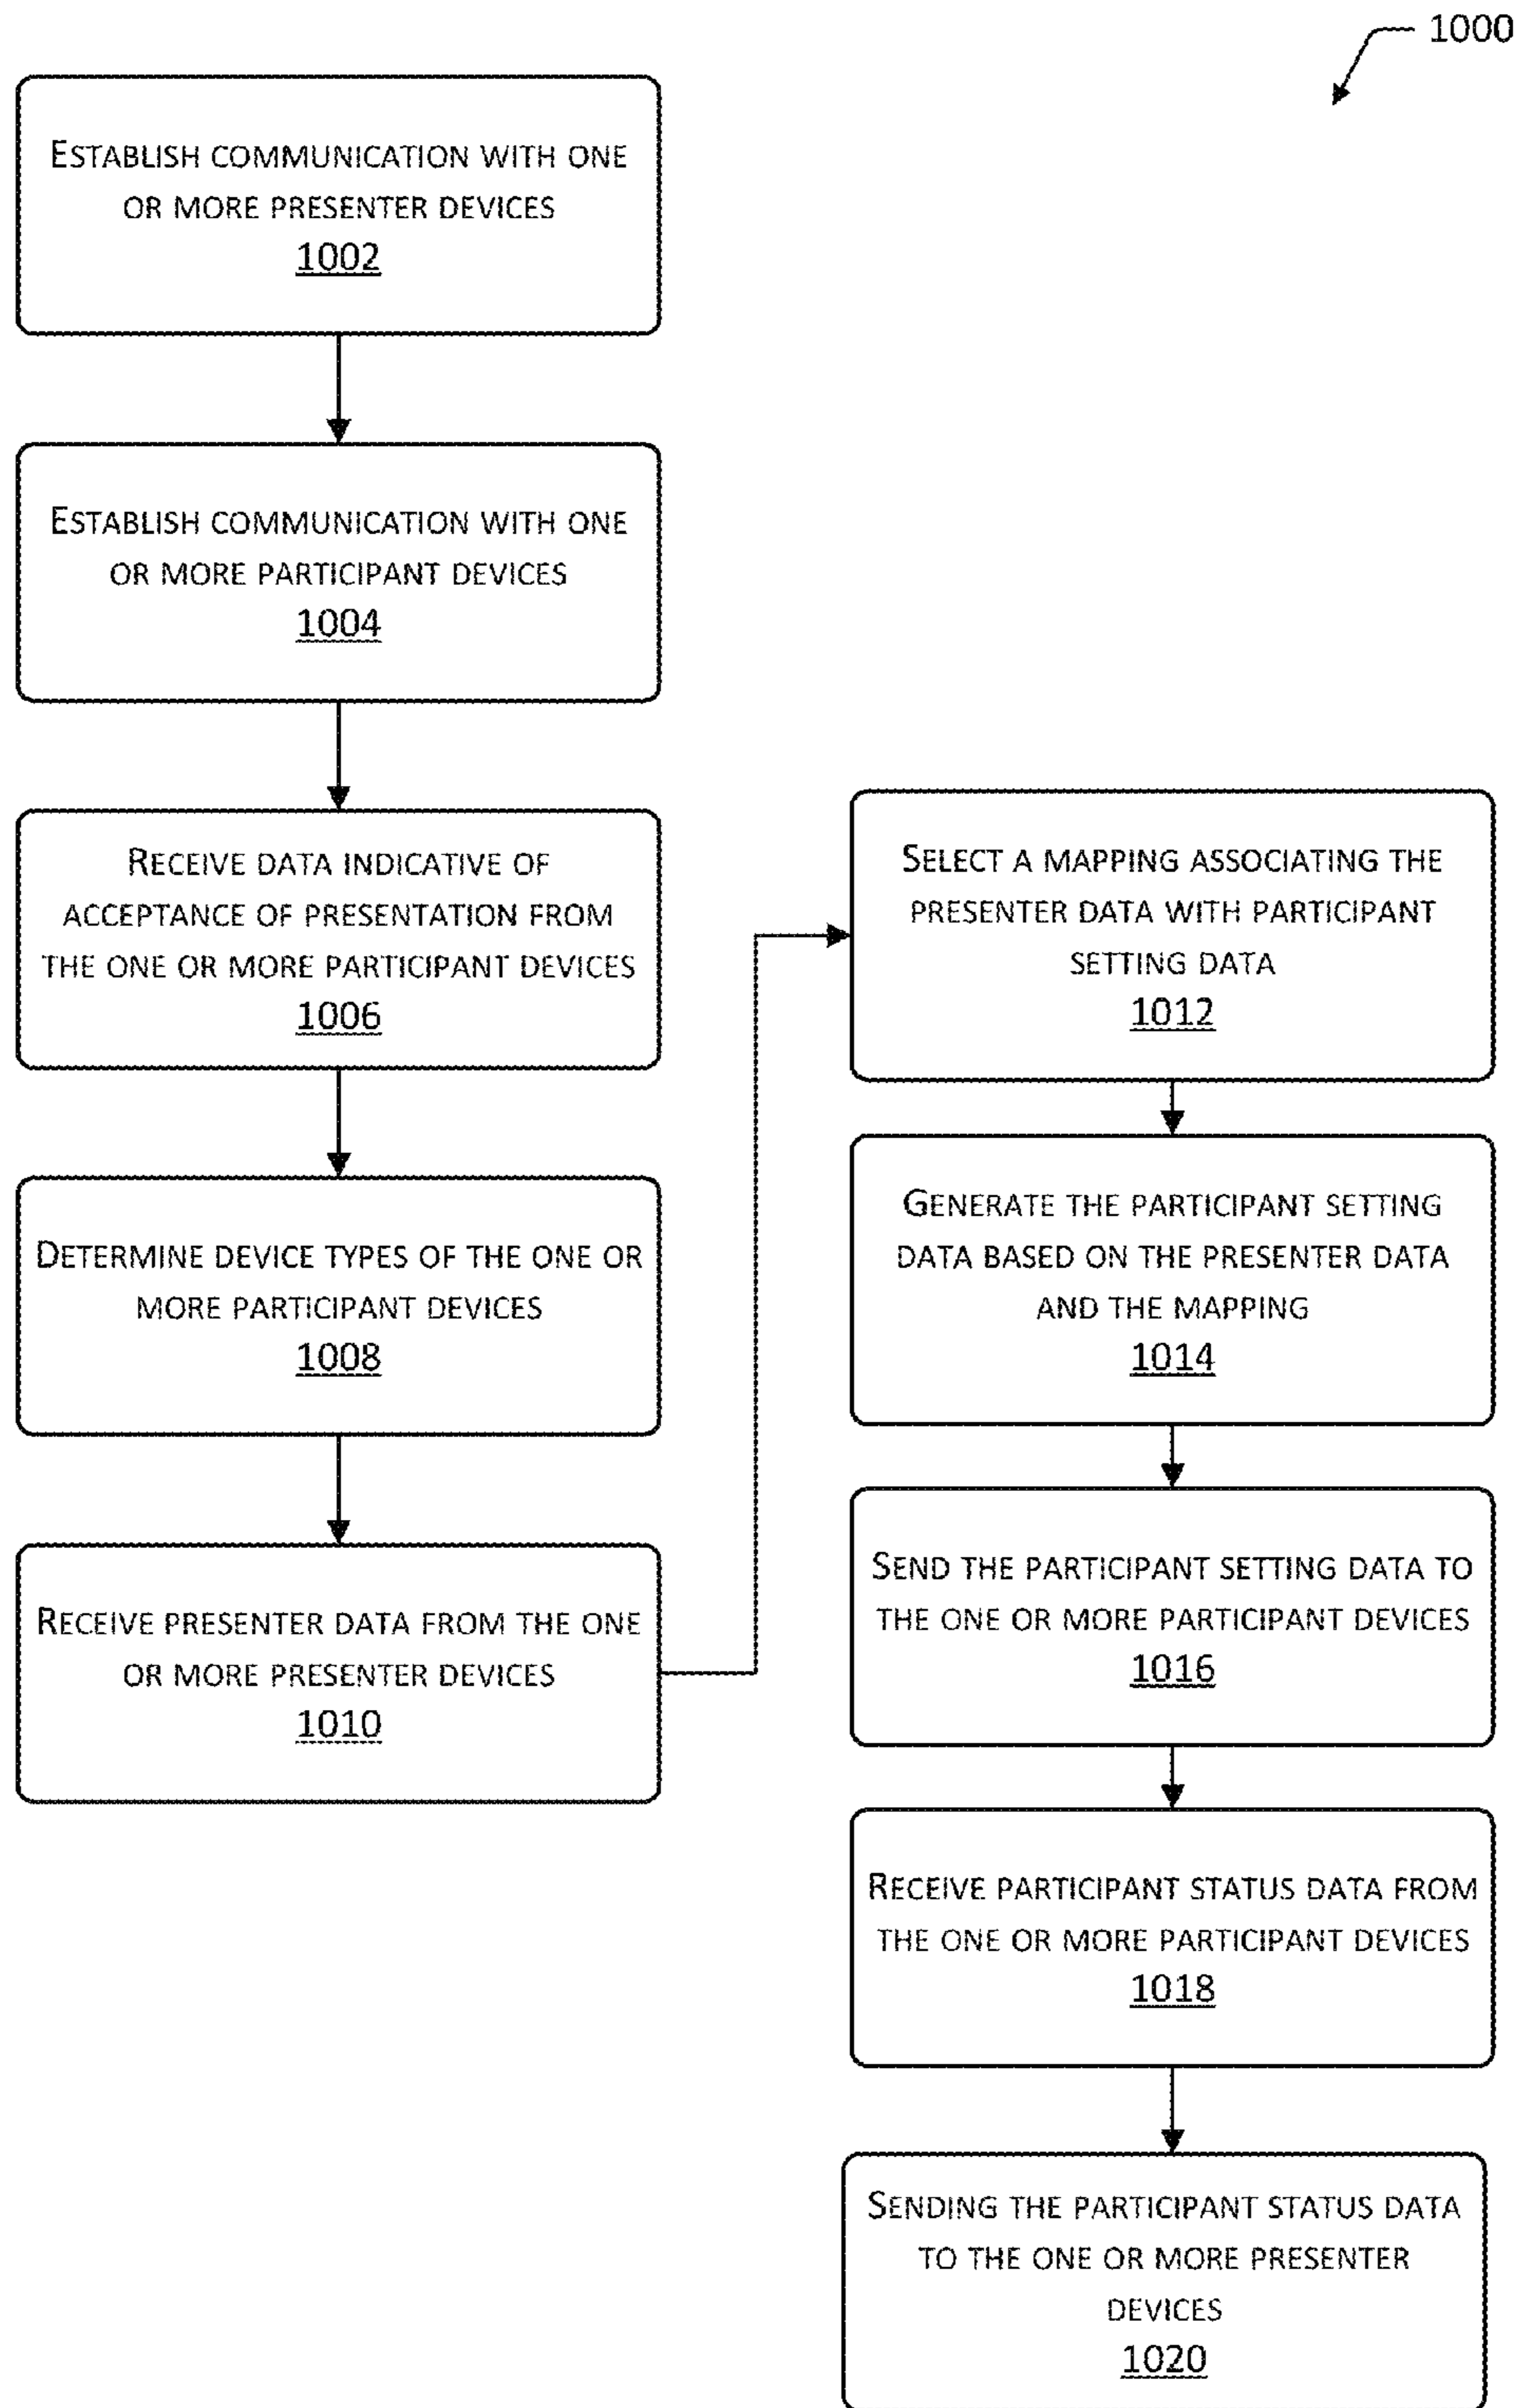 1000
ESTABLISH COMMUNICATION WITH ONE
OR MORE PRESENTER DEVICES
1002
ESTABLISH COMMUNICATION WITH ONE
OR MORE PARTICIPANT DEVICES
1004
RECEIVE DATA INDICATIVE OF
ACCEPTANCE OF PRESENTATION FROM
THE ONE OR MORE PARTICIPANT DEVICES
1006
DETERMINE DEVICE TYPES OF THE ONE OR
MORE PARTICIPANT DEVICES
1008
RECEIVE PRESENTER DATA FROM THE ONE
OR MORE PRESENTER DEVICES
1010
SELECT A MAPPING ASSOCIATING THE
PRESENTER DATA WITH PARTICIPANT
SETTING DATA
1012
GENERATE THE PARTICIPANT SETTING
DATA BASED ON THE PRESENTER DATA
AND THE MAPPING
1014
SEND THE PARTICIPANT SETTING DATA TO
THE ONE OR MORE PARTICIPANT DEVICES
1016
RECEIVE PARTICIPANT STATUS DATA FROM
THE ONE OR MORE PARTICIPANT DEVICES
1018
SENDING THE PARTICIPANT STATUS DATA
TO THE ONE OR MORE PRESENTER
DEVICES
1020